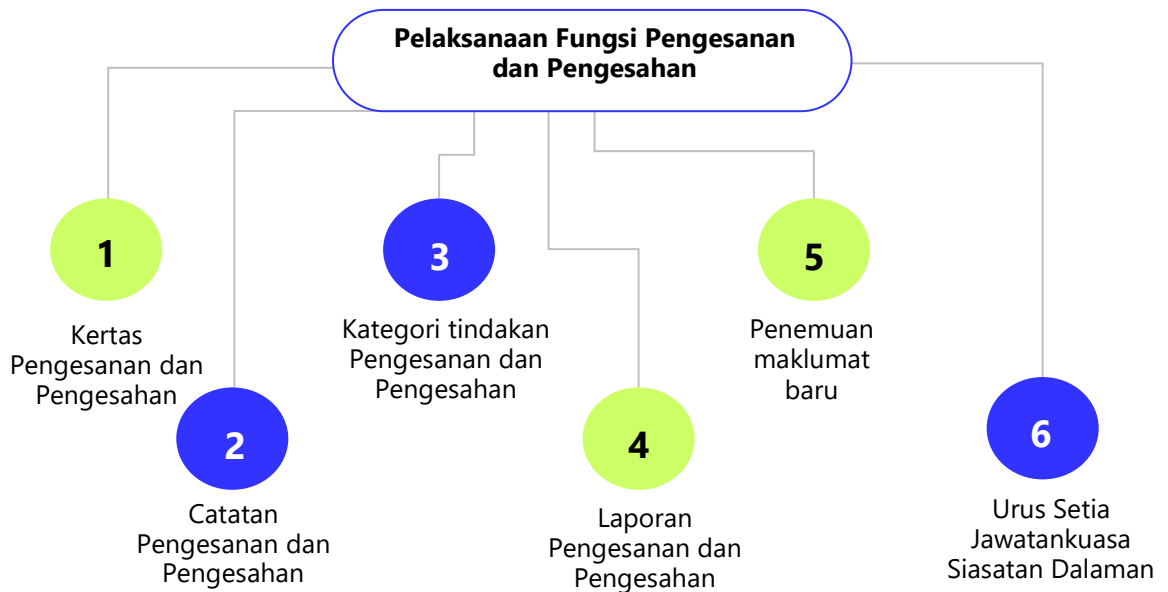 Pelaksanaan Fungsi Pengesanan
dan Pengesahan
1
Kertas
Pengesanan dan
Pengesahan
2
Catatan
Pengesanan dan
Pengesahan
3
Kategori tindakan
Pengesanan dan
Pengesahan
4
Laporan
Pengesanan dan
Pengesahan
5
Penemuan
maklumat
baru
6
Urus Setia
Jawatankuasa
Siasatan Dalaman